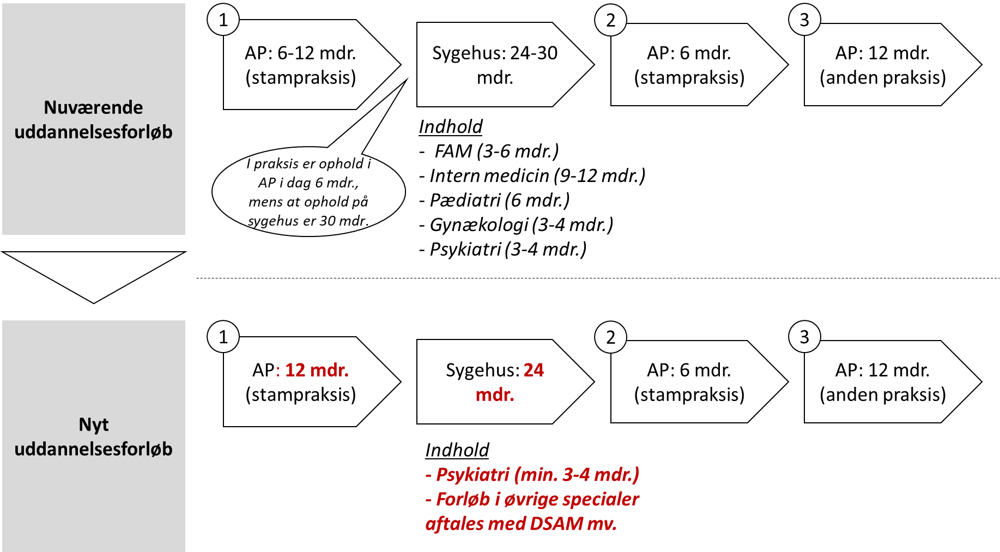 Nuværende
uddannelsesforløb
1
AP: 6-12 mdr.
(stampraksis)
Sygehus: 24-30
mdr.
2
AP: 6 mdr.
(stampraksis)
3
AP: 12 mdr.
(anden praksis)
I praksis er ophold i
AP i dag 6 mdr.,
mens at ophold på
sygehus er 30 mdr.
Indhold
- FAM (3-6 mdr.)
- Intern medicin (9-12 mdr.)
- Pædiatri (6 mdr.)
- Gynækologi (3-4 mdr.)
- Psykiatri (3-4 mdr.)
Nyt
uddannelsesforløb
1
AP: 12 mdr.
(stampraksis)
Sygehus: 24
mdr.
2
AP: 6 mdr.
(stampraksis)
3
AP: 12 mdr.
(anden praksis)
Indhold
- Psykiatri (min. 3-4 mdr.)
- Forløb i øvrige specialer
aftales med DSAM mv.